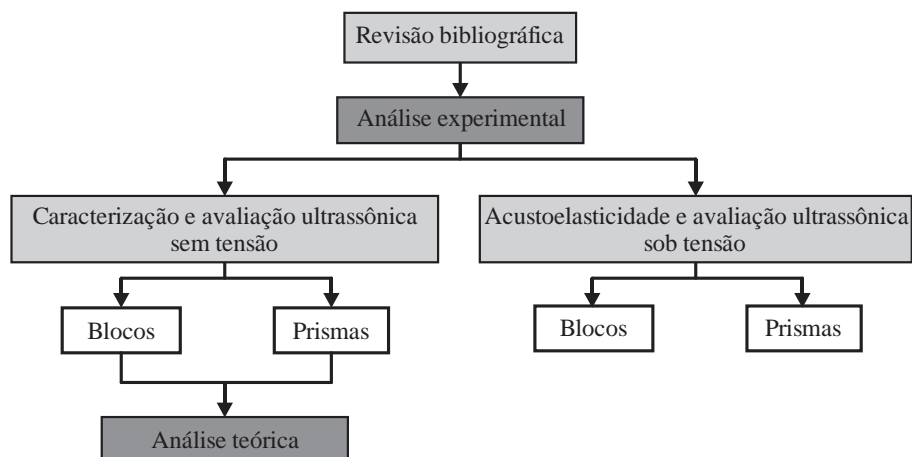 Revisão bibliográfica
Análise experimental
Caracterização e avaliação ultrassônica
sem tensão
Acustoelasticidade e avaliação ultrassônica
sob tensão
Blocos
Prismas
Blocos
Prismas
Análise teórica